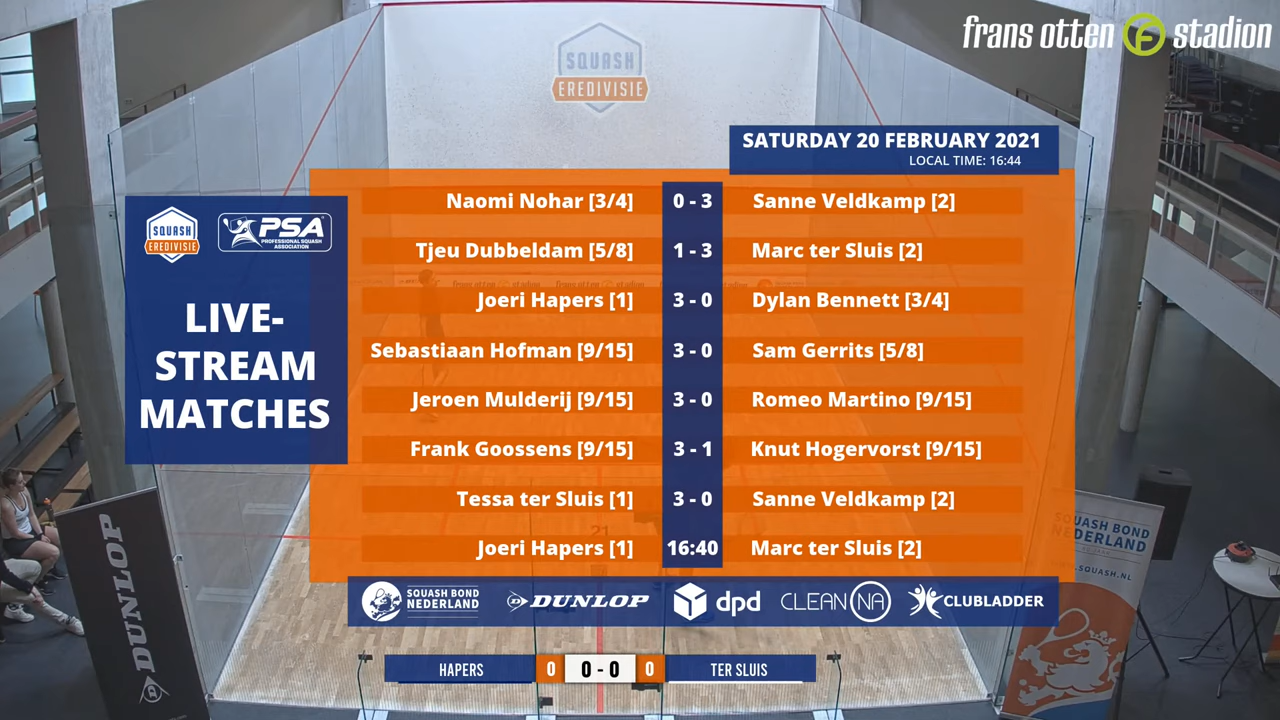 frans otten stadion
SQUASH
EREDIVISIE
SATURDAY 20 FEBRUARY 2021
LOCAL TIME: 16:44
SQUASH
EREDIVISIE
PSA
PROFESSIONAL SQUASH
ASSOCIATION
LIVE-
STREAM
MATCHES
Naomi Nohar [3/4] 0 - 3 Sanne Veldkamp [2]
Tjeu Dubbeldam [5/8] 1 - 3 Marc ter Sluis [2]
Joeri Hapers [1] 3 - 0 Dylan Bennett [3/4]
Sebastiaan Hofman [9/15] 3 - 0 Sam Gerrits [5/8]
Jeroen Mulderij [9/15] 3 - 0 Romeo Martino [9/15]
Frank Goossens [9/15] 3 - 1 Knut Hogervorst [9/15]
Tessa ter Sluis [1] 3 - 0 Sanne Veldkamp [2]
Joeri Hapers [1] 16:40 Marc ter Sluis [2]
SQUASH BOND
NEDERLAND
DUNLOP
dpd
CLEAN NA
CLUBLADDER
HAPERS 0 0 - 0 0 TER SLUIS
DUNLOP
SQUASH BOND
NEDERLAND
SQUASH.NL